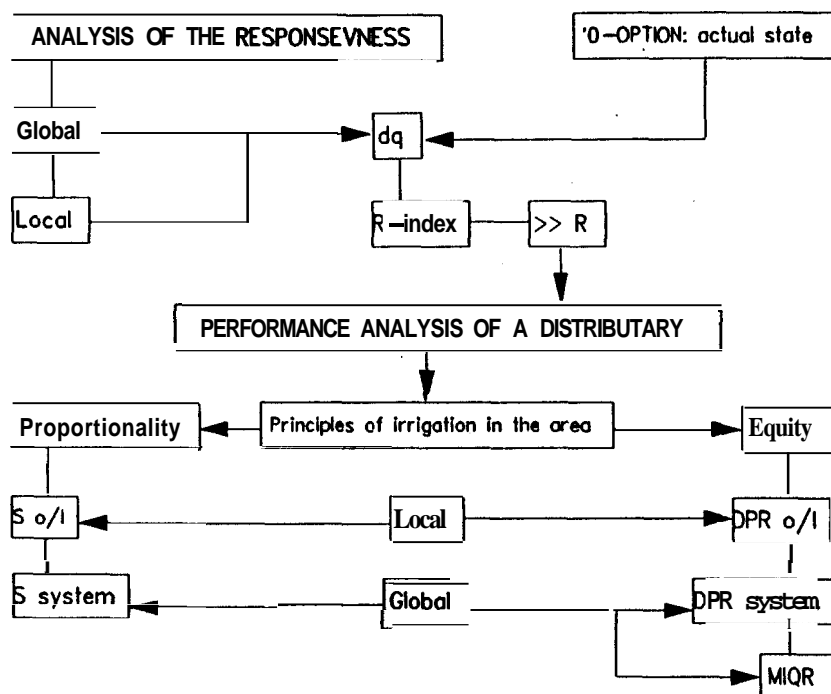 ANALYSIS OF THE RESPONSEVNESS
'0-OPTION: actual state
Global
dq
Local
R-index
>> R
PERFORMANCE ANALYSIS OF A DISTRIBUTARY
Proportionality
Principles of irrigation in the area
Equity
S o/l
Local
DPR o/l
S system
Global
DPR system
MIQR